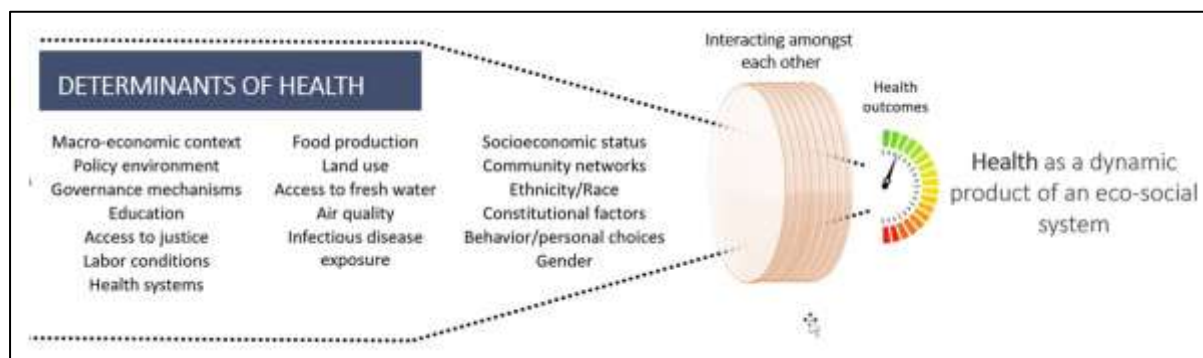 DETERMINANTS OF HEALTH
Macro-economic context
Policy environment
Governance mechanisms
Education
Access to justice
Labor conditions
Health systems
Food production
Land use
Access to fresh water
Air quality
Infectious disease
exposure
Socioeconomic status
Community networks
Ethnicity/Race
Constitutional factors
Behavior/personal choices
Gender
Interacting amongst
each other
Health
outcomes
Health as a dynamic
product of an eco-social
system